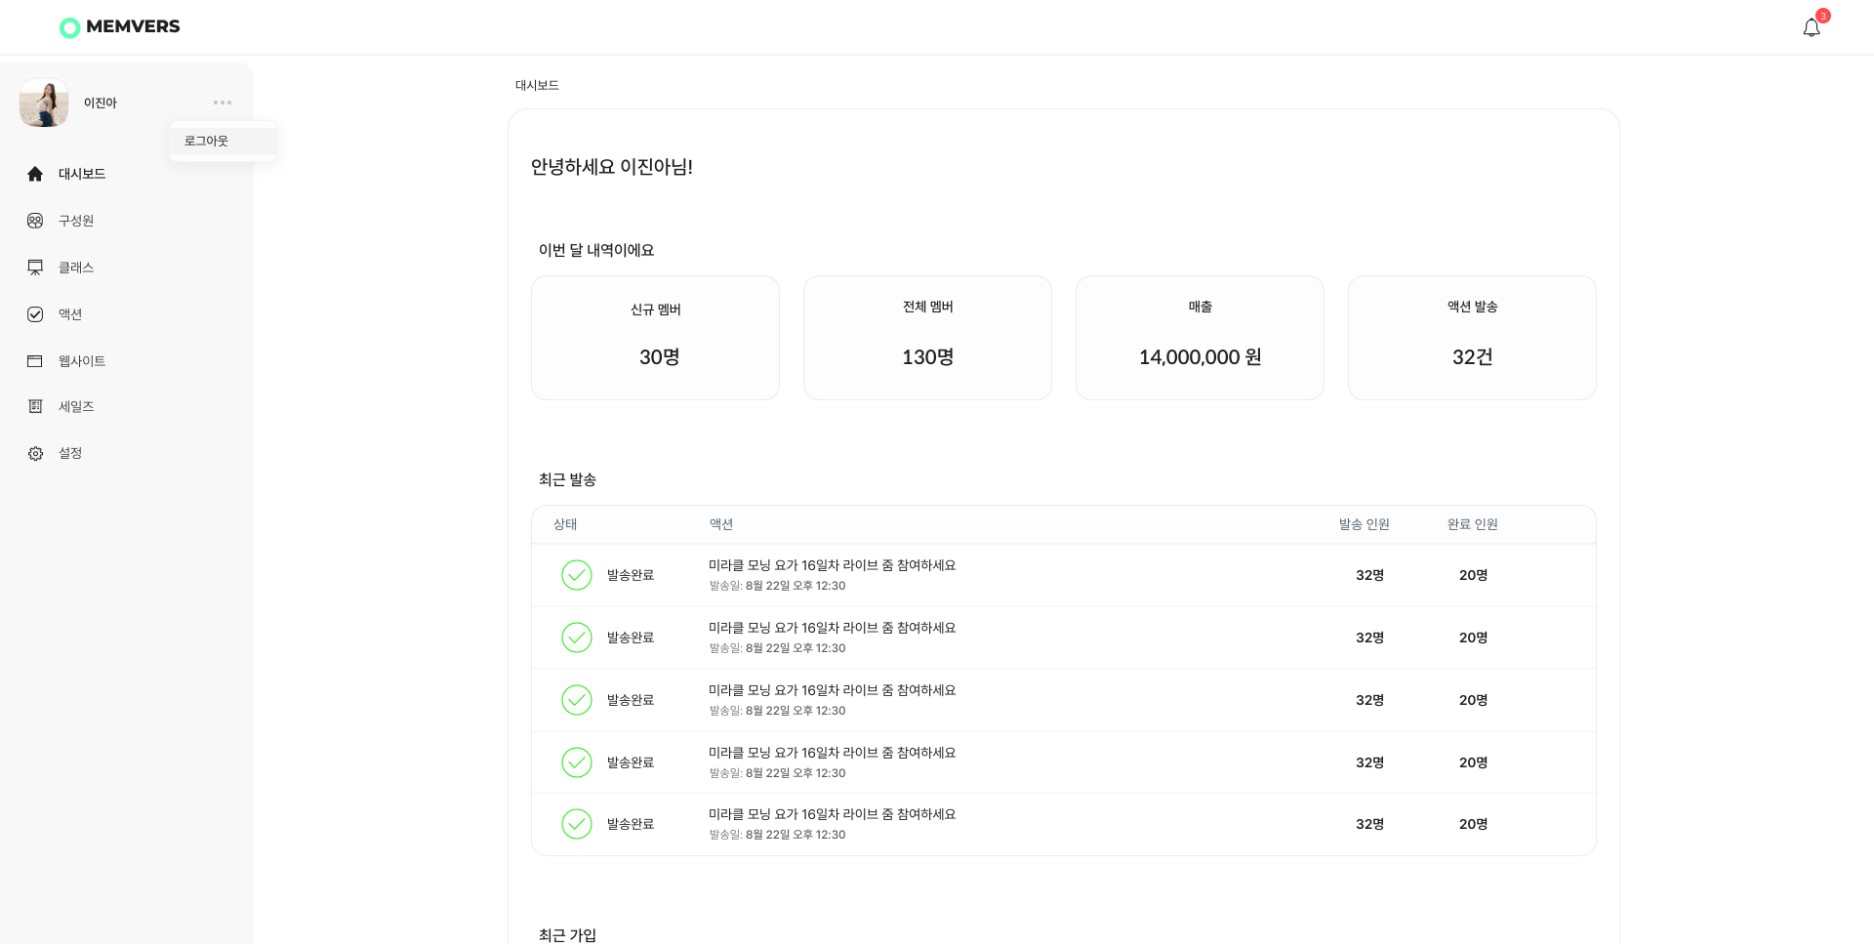 MEMVERS
3
이진아
로그아웃
대시보드
구성원
클래스
액션
웹사이트
세일즈
설정
대시보드
안녕하세요 이진아님!
이번 달 내역이에요
신규 멤버
30명
전체 멤버
130명
매출
14,000,000 원
액션 발송
32건
최근 발송
상태 액션 발송 인원 완료 인원
발송완료 미라클 모닝 요가 16일차 라이브 줌 참여하세요 32명 20명
발송일: 8월 22일 오후 12:30
발송완료 미라클 모닝 요가 16일차 라이브 줌 참여하세요 32명 20명
발송일: 8월 22일 오후 12:30
발송완료 미라클 모닝 요가 16일차 라이브 줌 참여하세요 32명 20명
발송일: 8월 22일 오후 12:30
발송완료 미라클 모닝 요가 16일차 라이브 줌 참여하세요 32명 20명
발송일: 8월 22일 오후 12:30
발송완료 미라클 모닝 요가 16일차 라이브 줌 참여하세요 32명 20명
발송일: 8월 22일 오후 12:30
최근 가입